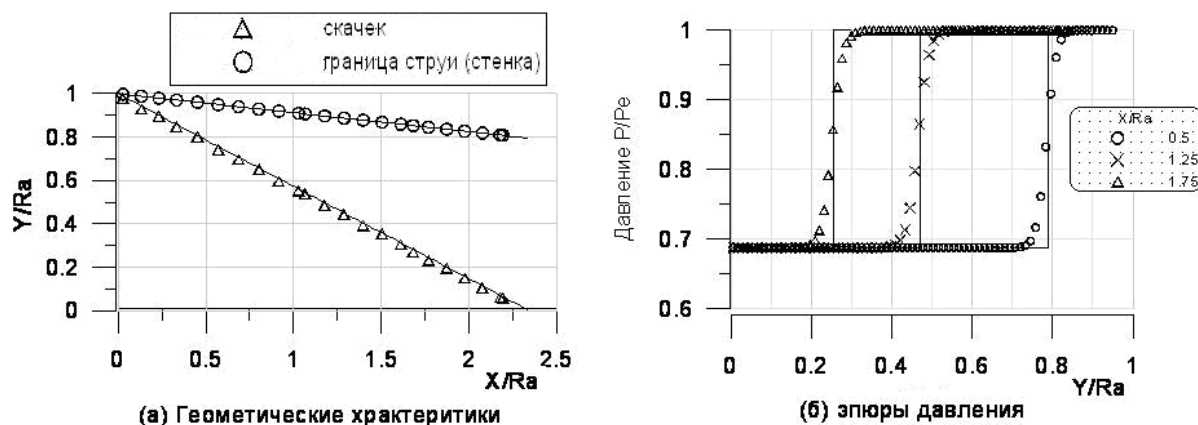 скачек
граница струи (стенка)
1
0.8
0.6
0.4
0.2
0
Y/Ra
0
0.5
1
1.5
2
2.5
X/Ra
(а) Геометические храктеритики
1
0.9
0.8
0.7
0.6
Давление P/Pe
X/Ra
0.5
1.25
1.75
0
0.2
0.4
0.6
0.8
1
Y/Ra
(б) эпюры давления